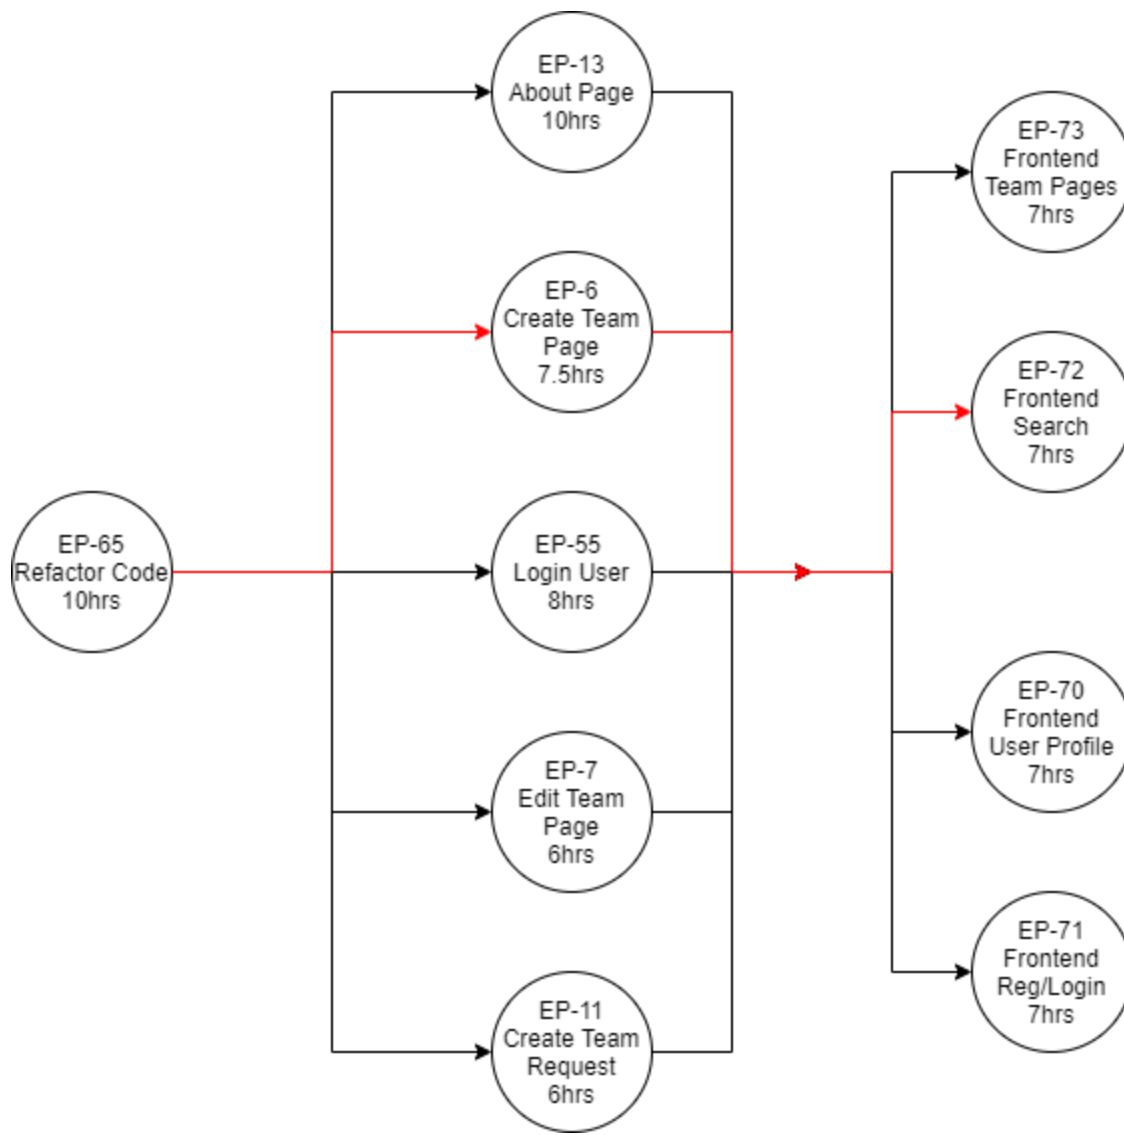 EP-13
About Page
10hrs
EP-73
Frontend
Team Pages
7hrs
EP-6
Create Team
Page
7.5hrs
EP-72
Frontend
Search
7hrs
EP-65
Refactor Code
10hrs
EP-55
Login User
8hrs
EP-70
Frontend
User Profile
7hrs
EP-7
Edit Team
Page
6hrs
EP-71
Frontend
Reg/Login
7hrs
EP-11
Create Team
Request
6hrs